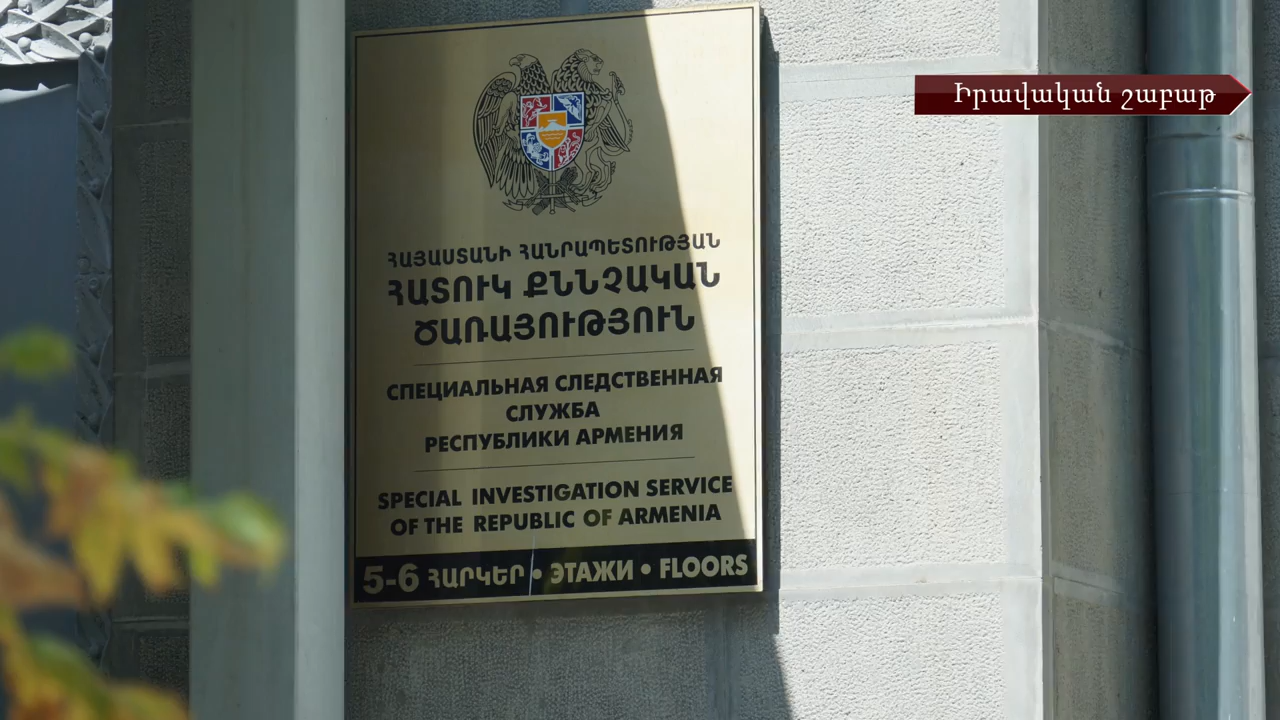 Իրավական շաբաթ
ՀԱՅԱՍՏԱՆԻ ՀԱՆՐԱՊԵՏՈՒԹՅԱՆ
ՀԱՏՈՒԿ ՔՆՆՉԱԿԱՆ
ԾԱՌԱՅՈՒԹՅՈՒՆ
СПЕЦИАЛЬНАЯ СЛЕДСТВЕННАЯ
СЛУЖБА
РЕСПУБЛИКИ АРМЕНИЯ
SPECIAL INVESTIGATION SERVICE
OF THE REPUBLIC OF ARMENIA
5-6 ՀԱՐԿԵՐ • ЭТАЖИ • FLOORS